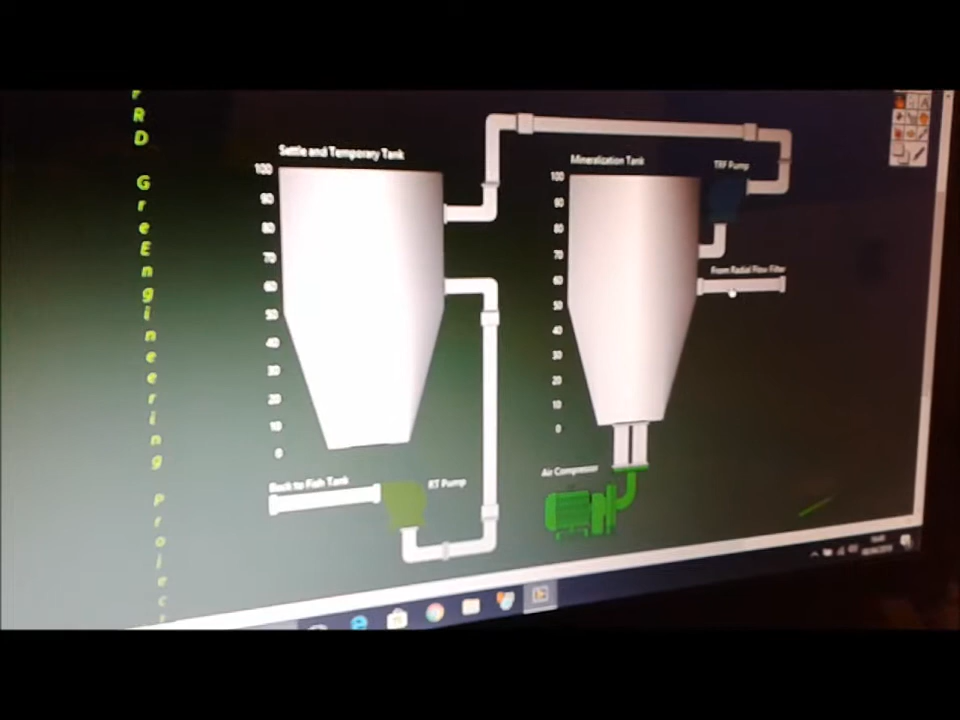 PRD GreEngineering Project
Settle and Temporary Tank
100
90
80
70
60
50
40
30
20
10
0
Back to Fish Tank
RT Pump
Mineralization Tank
100
90
80
70
60
50
40
30
20
10
0
Air Compressor
TRF Pump
From Radial Flow Filter